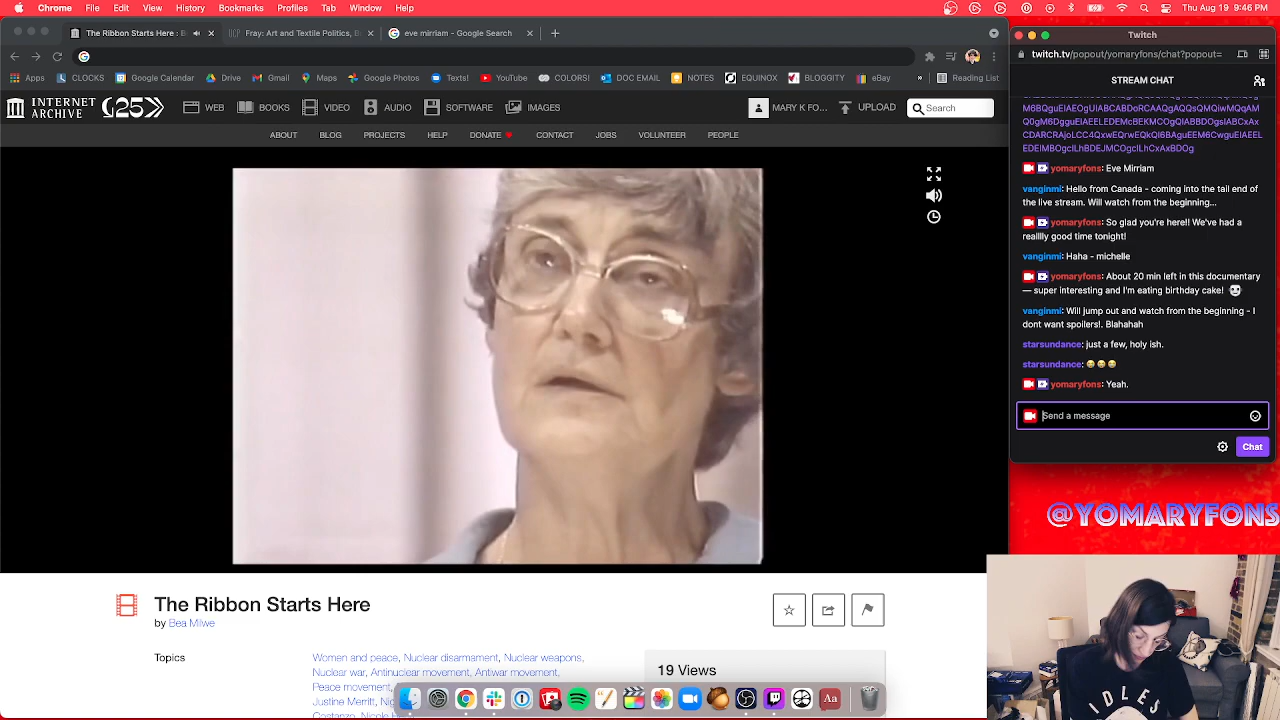 Chrome File Edit View History Bookmarks Profiles Tab Window Help Thu Aug 19 9:46 PM
The Ribbon Starts Here : B
Fray: Art and Textile Politics, B
eve mirriam - Google Search
Apps CLOCKS Google Calendar Drive Gmail Maps Google Photos Texts! YouTube COLORS! DOC EMAIL NOTES EQUINOX BLOGGITY eBay » Reading List
INTERNET ARCHIVE 25
WEB BOOKS VIDEO AUDIO SOFTWARE IMAGES MARY K FO... UPLOAD Search
ABOUT BLOG PROJECTS HELP DONATE CONTACT JOBS VOLUNTEER PEOPLE
The Ribbon Starts Here
by Bea Milwe
Topics
Women and peace, Nuclear disarmament, Nuclear weapons,
Nuclear war, Antinuclear movement, Antiwar movement,
Peace movement,
Justine Merritt,
19 Views
Twitch
twitch.tv/popout/yomaryfons/chat?popout=
STREAM CHAT
yomaryfons: Eve Mirriam
vanginmi: Hello from Canada - coming into the tail end of
the live stream. Will watch from the beginning...
yomaryfons: So glad you're here!! We've had a
reallly good time tonight!
vanginmi: Haha - michelle
yomaryfons: About 20 min left in this documentary
— super interesting and I'm eating birthday cake!
vanginmi: Will jump out and watch from the beginning - I
dont want spoilers!. Blahahah
starsundance: just a few, holy ish.
starsundance: 😂😂😂
yomaryfons: Yeah.
Send a message
Chat
@YOMARYFONS
Aa